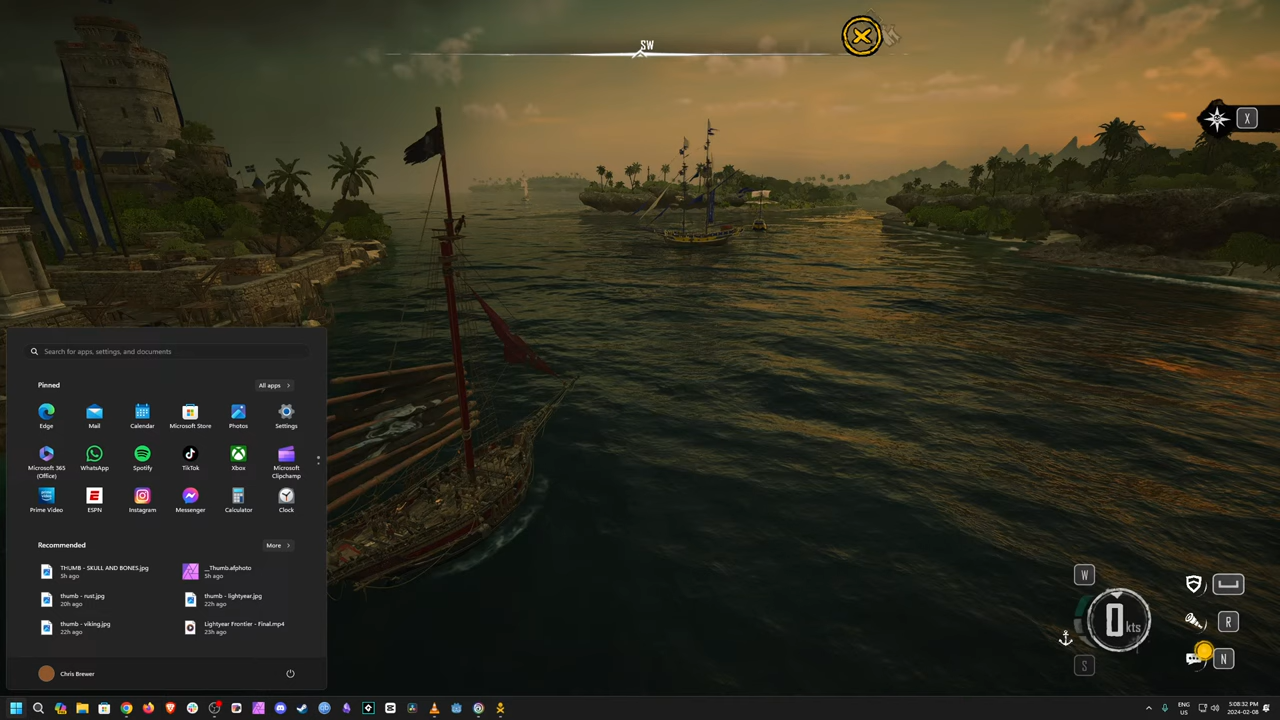 SW
X
Search for apps, settings, and documents
Pinned
All apps
Edge
Mail
Calendar
Microsoft Store
Photos
Settings
Microsoft 365
(Office)
WhatsApp
Spotify
TikTok
Xbox
Microsoft
Clipchamp
Prime Video
ESPN
Instagram
Messenger
Calculator
Clock
Recommended
More
THUMB - SKULL AND BONES.jpg
5h ago
__Thumb.afphoto
5h ago
thumb - rust.jpg
20h ago
thumb - lightyear.jpg
22h ago
thumb - viking.jpg
22h ago
Lightyear Frontier - Final.mp4
23h ago
Chris Brewer
W
0 kts
S
R
N
ENG
US
5:08:32 PM
2024-02-08